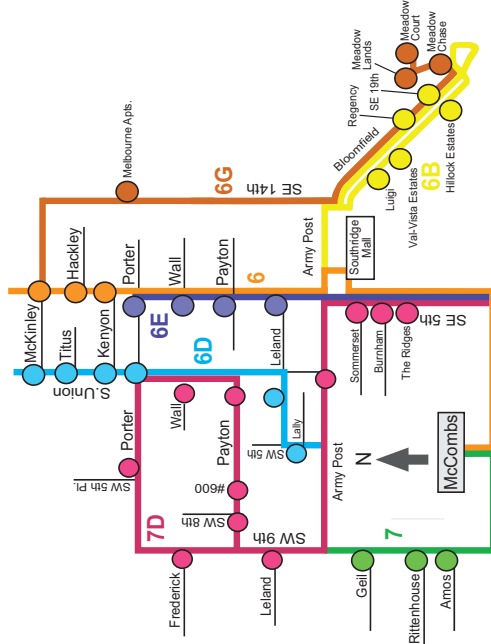 McKinley
Titus
Kenyon
Hackley
Porter
Wall
Payton
Leland
S.Union
6E
6D
6
6G
Melbourne Apts.
SE 14th
Meadow
Court
Meadow
Chase
Meadow
Lands
SE 19th
Regency
Bloomfield
6B
Hillock Estates
Val-Vista Estates
Luigi
Army Post
Southridge
Mall
Porter
SW 5th Pl.
Wall
Payton
#600
SW 8th
SW 5th
Lally
7D
SW 9th
Frederick
Leland
Army Post
Sommerset
Burnham
The Ridges
SE 5th
N
McCombs
7
Geil
Rittenhouse
Amos